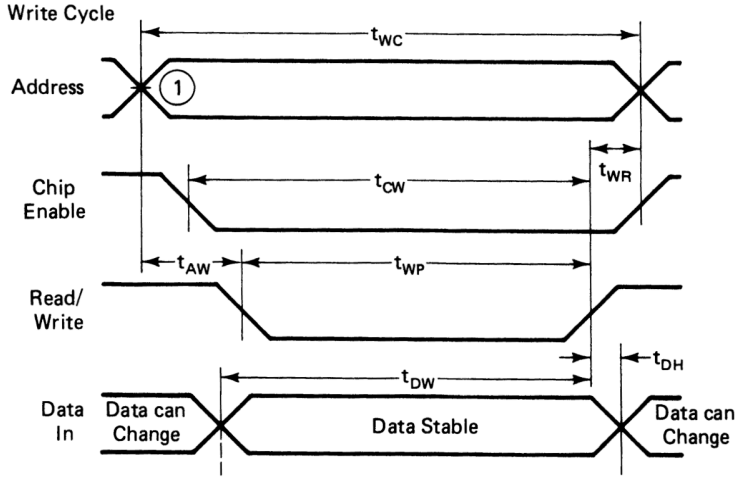 Write Cycle
tWC
Address
1
tWR
Chip
Enable
tCW
tAW
tWP
Read/
Write
tDH
tDW
Data
In
Data can
Change
Data Stable
Data can
Change